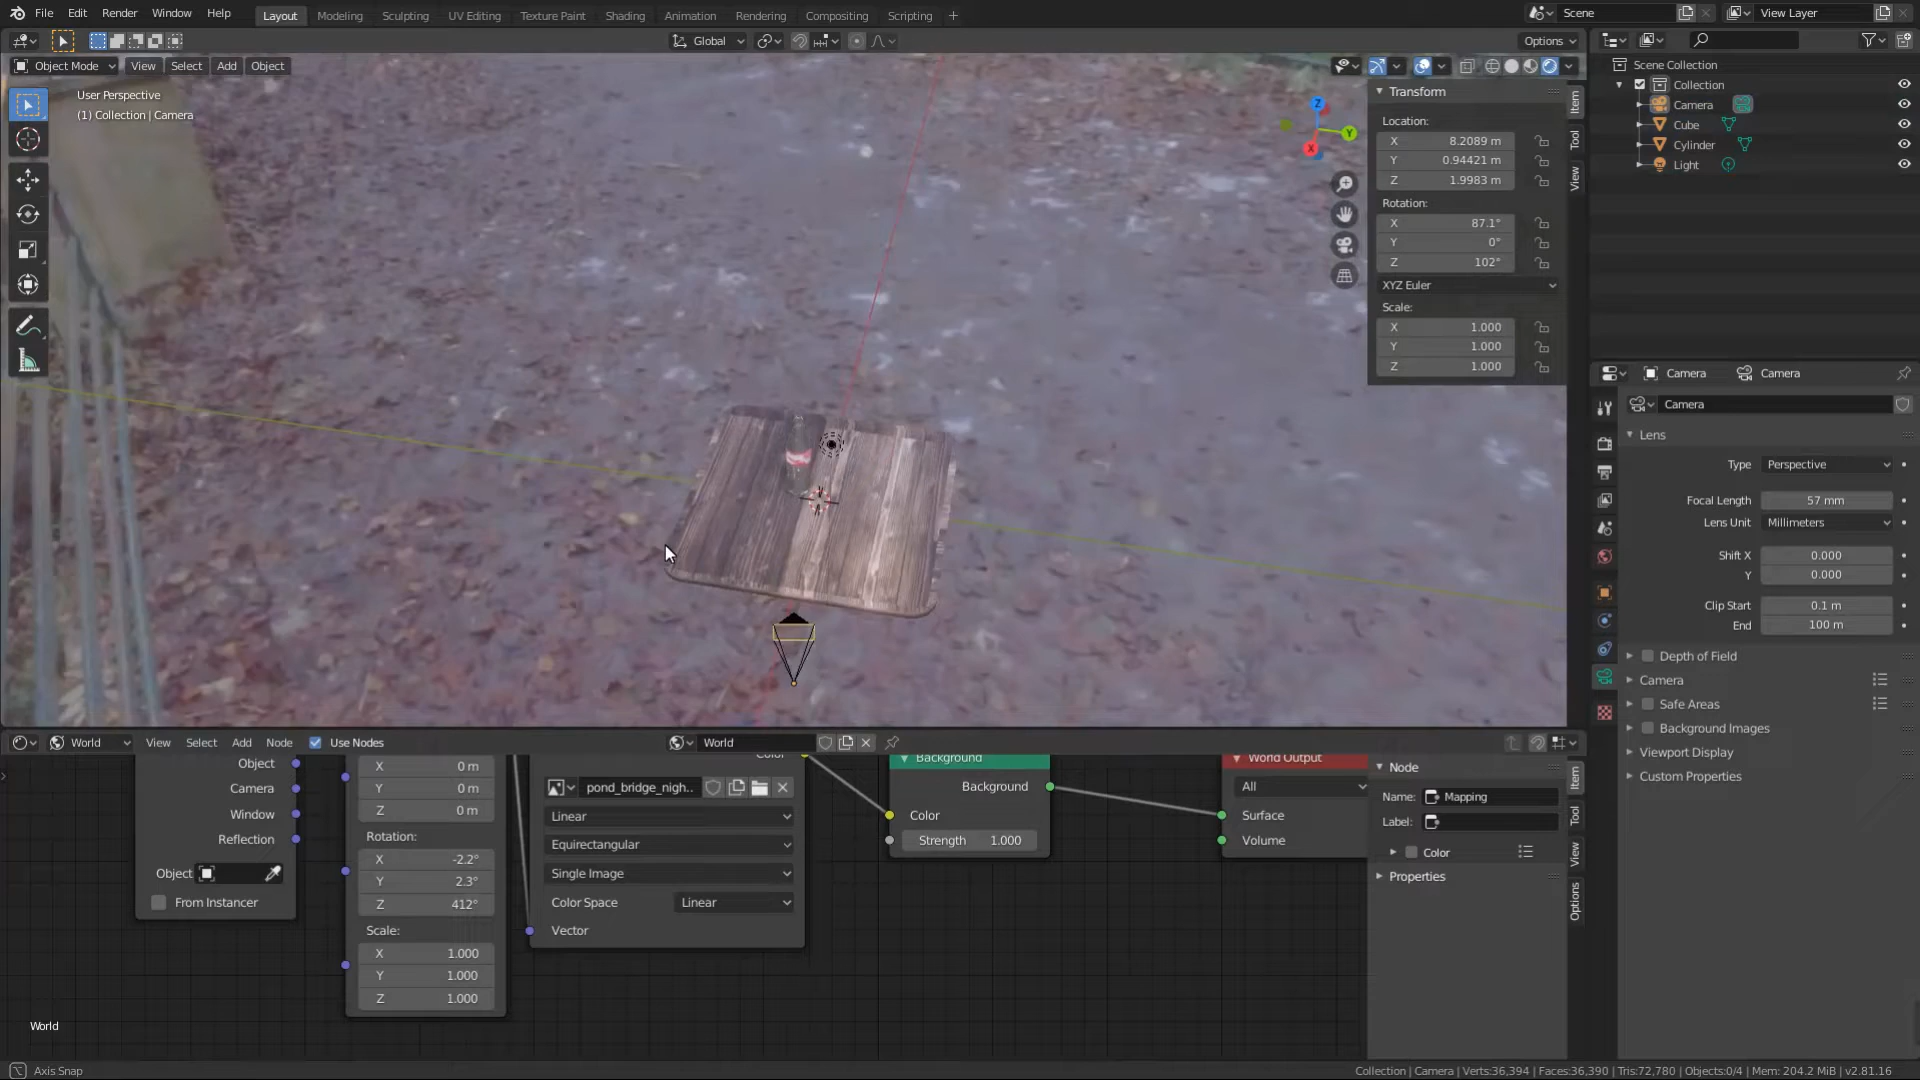 File Edit Render Window Help
Layout Modeling Sculpting UV Editing Texture Paint Shading Animation Rendering Compositing Scripting +
Scene
View Layer
Global
Options
Object Mode View Select Add Object
User Perspective
(1) Collection | Camera
Z
Y
X
Transform
Location:
X 8.2089 m
Y 0.94421 m
Z 1.9983 m
Rotation:
X 87.1°
Y 0°
Z 102°
XYZ Euler
Scale:
X 1.000
Y 1.000
Z 1.000
Item
Tool
View
Scene Collection
Collection
Camera
Cube
Cylinder
Light
Camera Camera
Camera
Lens
Type Perspective
Focal Length 57 mm
Lens Unit Millimeters
Shift X 0.000
Y 0.000
Clip Start 0.1 m
End 100 m
Depth of Field
Camera
Safe Areas
Background Images
Viewport Display
Custom Properties
World View Select Add Node Use Nodes
World
Object
Camera
Window
Reflection
Object
From Instancer
X 0 m
Y 0 m
Z 0 m
Rotation:
X -2.2°
Y 2.3°
Z 412°
Scale:
X 1.000
Y 1.000
Z 1.000
Color
pond_bridge_nigh..
Linear
Equirectangular
Single Image
Color Space Linear
Vector
Background
Background
Color
Strength 1.000
World Output
All
Surface
Volume
Node
Name: Mapping
Label:
Color
Properties
Item
Tool
View
Options
World
Axis Snap
Collection | Camera | Verts:36,394 | Faces:36,390 | Tris:72,780 | Objects:0/4 | Mem: 204.2 MiB | v2.81.16